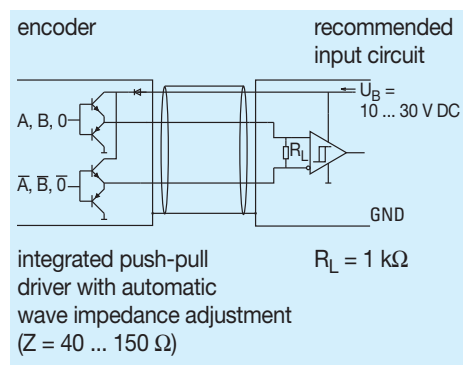 encoder
recommended
input circuit
U_B =
10 ... 30 V DC
A, B, 0
R_L
A̅, B̅, 0̅
GND
integrated push-pull
driver with automatic
wave impedance adjustment
(Z = 40 ... 150 Ω)
R_L = 1 kΩ